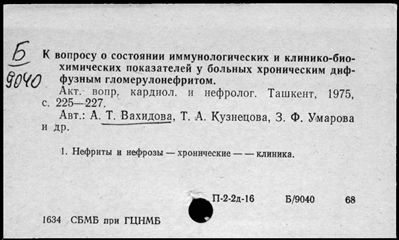 Б
9040
К вопросу о состоянии иммунологических и клинико-био-
химических показателей у больных хроническим диф-
фузным гломерулонефритом.
Акт. вопр. кардиол. и нефролог. Ташкент, 1975,
с. 225—227.
Авт.: А. Т. Вахидова, Т. А. Кузнецова, З. Ф. Умарова
и др.
1. Нефриты и нефрозы — хронические — — клиника.
П-2-2д-16 Б/9040 68
1634 СБМБ при ГЦНМБ